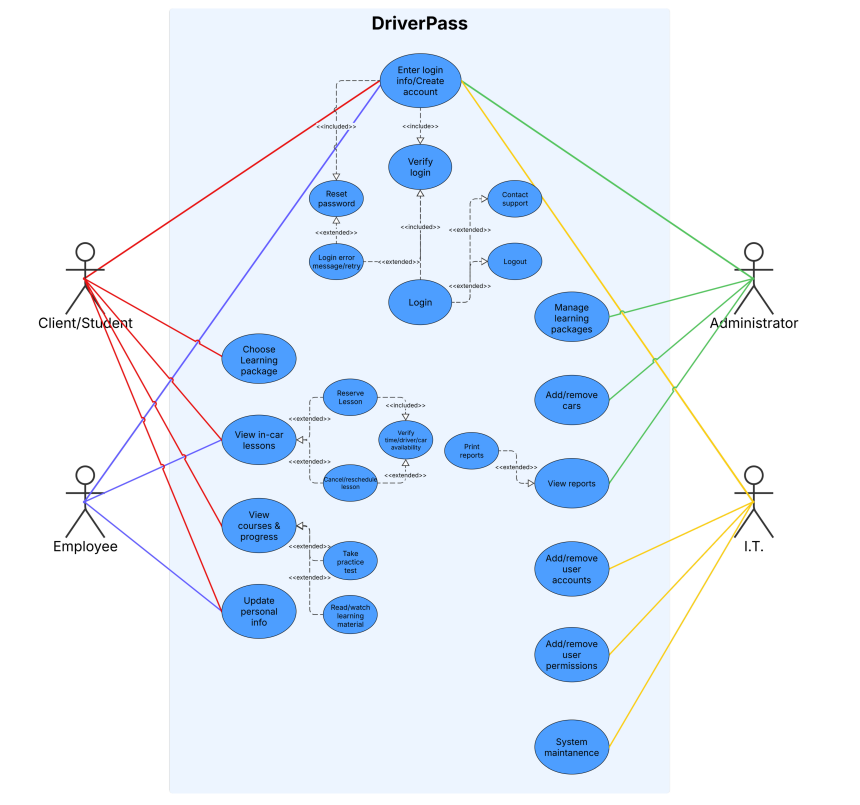 DriverPass
Enter login
info/Create
account
<<included>>
<<include>>
Verify
login
Reset
password
Contact
support
<<extended>>
<<included>>
<<extended>>
Login error
message/retry
<<extended>>
Logout
<<extended>>
Login
Client/Student
Administrator
Manage
learning
packages
Choose
Learning
package
Reserve
Lesson
<<included>>
<<extended>>
Add/remove
cars
View in-car
lessons
Verify
time/driver/car
availability
Print
reports
<<extended>>
<<extended>>
<<extended>>
Cancel/reschedule
lesson
View reports
Employee
I.T.
View
courses &
progress
<<extended>>
Take
practice
test
<<extended>>
Add/remove
user
accounts
Update
personal
info
Read/watch
learning
material
Add/remove
user
permissions
System
maintanence